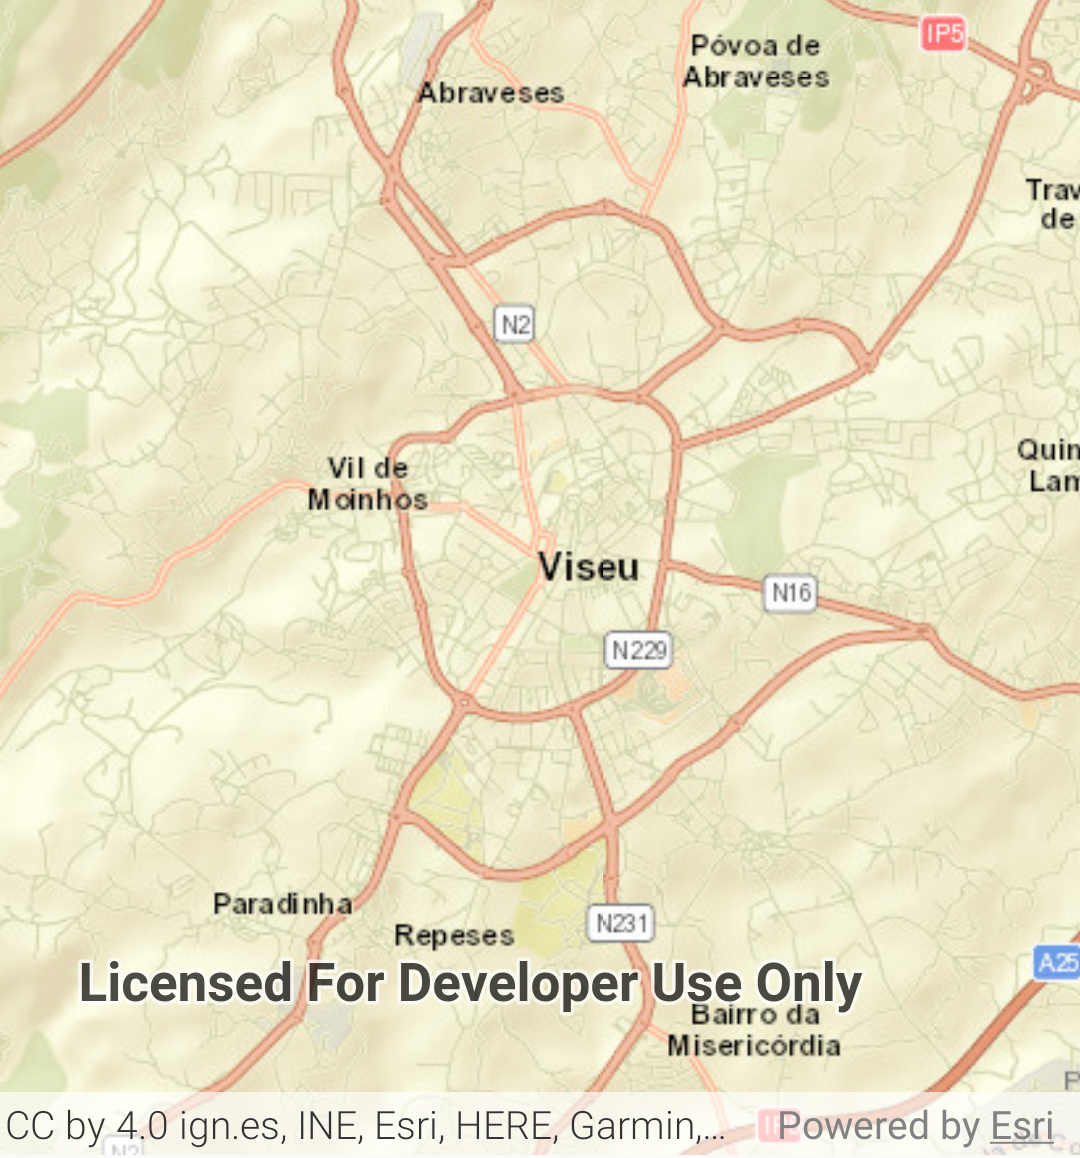 IP5
Póvoa de
Abraveses
Abraveses
Trav
de
N2
Quin
Lam
Vil de
Moinhos
Viseu
N16
N229
Paradinha
N231
Repeses
A25
Licensed For Developer Use Only
Bairro da
Misericórdia
CC by 4.0 ign.es, INE, Esri, HERE, Garmin,...
Powered by Esri
N2